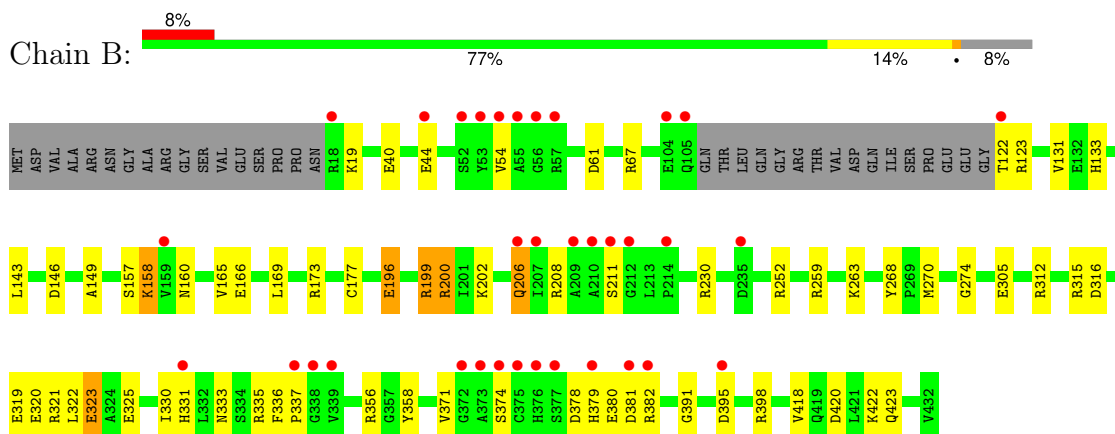 8%
Chain B:
77% 14% • 8%
MET ASP VAL ALA ARG ASN GLY ALA ARG GLY SER VAL GLU SER PRO PRO ASN R18 K19 E40 E44 S52 Y53 V54 A55 G56 R57 D61 R67 E104 Q105 GLN THR LEU GLN GLY ARG THR VAL ASP GLN ILE SER PRO GLU GLU GLY T122 R123 V131 E132 H133
L143 D146 A149 S157 K158 V159 N160 V165 E166 L169 R173 C177 E196 R199 R200 I201 K202 Q206 I207 R208 A209 A210 S211 G212 L213 P214 R230 D235 R252 R259 K263 Y268 P269 M270 G274 E305 R312 R315 D316
E319 E320 R321 L322 E323 A324 E325 I330 H331 L332 N333 S334 R335 F336 P337 G338 V339 R356 G357 Y358 V371 G372 A373 S374 C375 H376 S377 D378 H379 E380 D381 R382 G391 D395 R398 V418 Q419 D420 L421 K422 Q423 V432